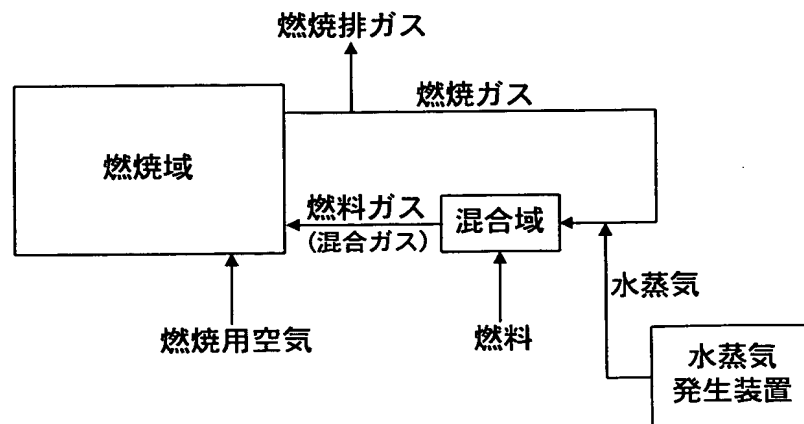 燃焼排ガス
燃焼ガス
燃焼域
燃料ガス
(混合ガス)
混合域
水蒸気
燃焼用空気
燃料
水蒸気
発生装置